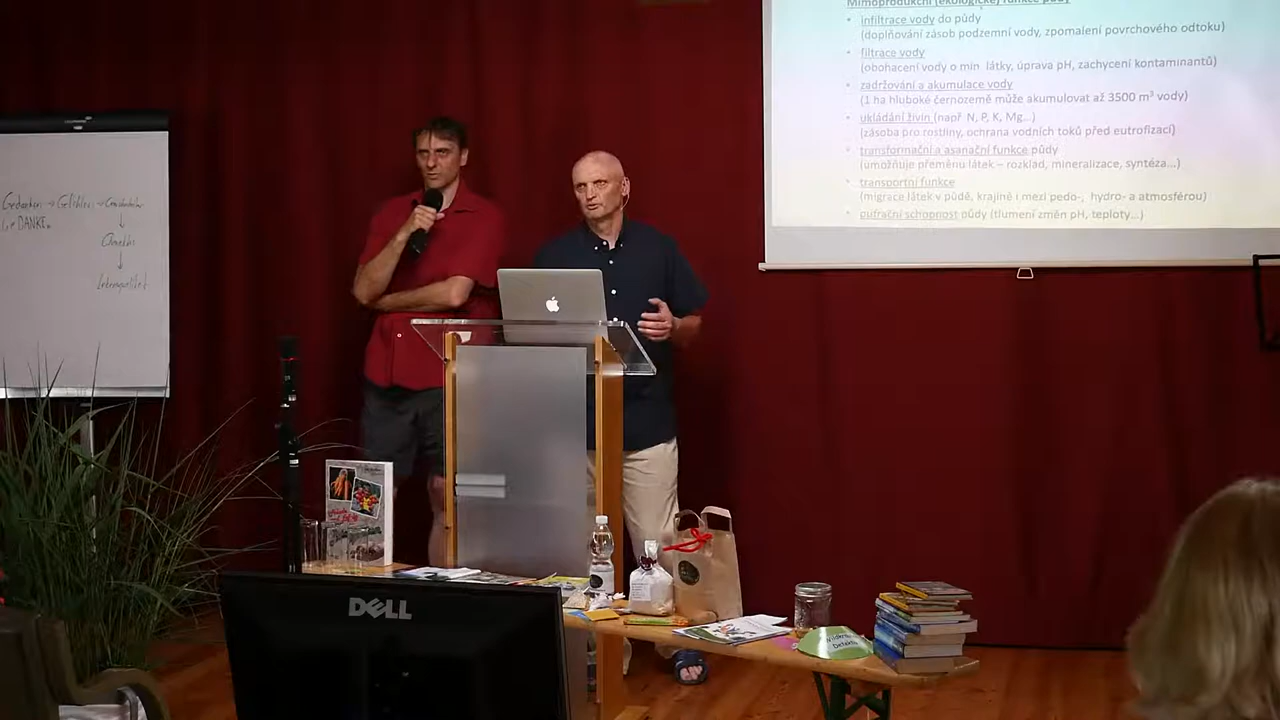 Mimoprodukční (ekologické) funkce půdy
• infiltrace vody do půdy
(doplňování zásob podzemní vody, zpomalení povrchového odtoku)
• filtrace vody
(obohacení vody o min látky, úprava pH, zachycení kontaminantů)
• zadržování a akumulace vody
(1 ha hluboké černozemě může akumulovat až 3500 m³ vody)
• ukládání živin (např N, P, K, Mg...)
(zásoba pro rostliny, ochrana vodních toků před eutrofizací)
• transformační a asanační funkce půdy
(umožňuje přeměnu látek – rozklad, mineralizace, syntéza...)
• transportní funkce
(migrace látek v půdě, krajině i mezi pedo-, hydro- a atmosférou)
• pufrační schopnost půdy (tlumení změn pH, teploty...)
Gedanken → Gefühlen →
DANKE
DELL